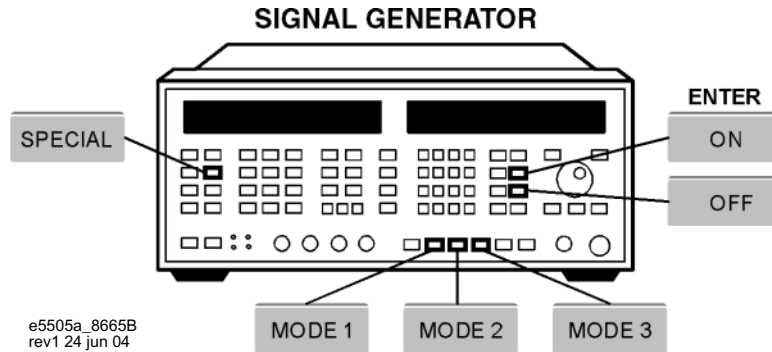 SIGNAL GENERATOR
ENTER
SPECIAL
ON
OFF
MODE 1
MODE 2
MODE 3
e5505a_8665B
rev1 24 jun 04